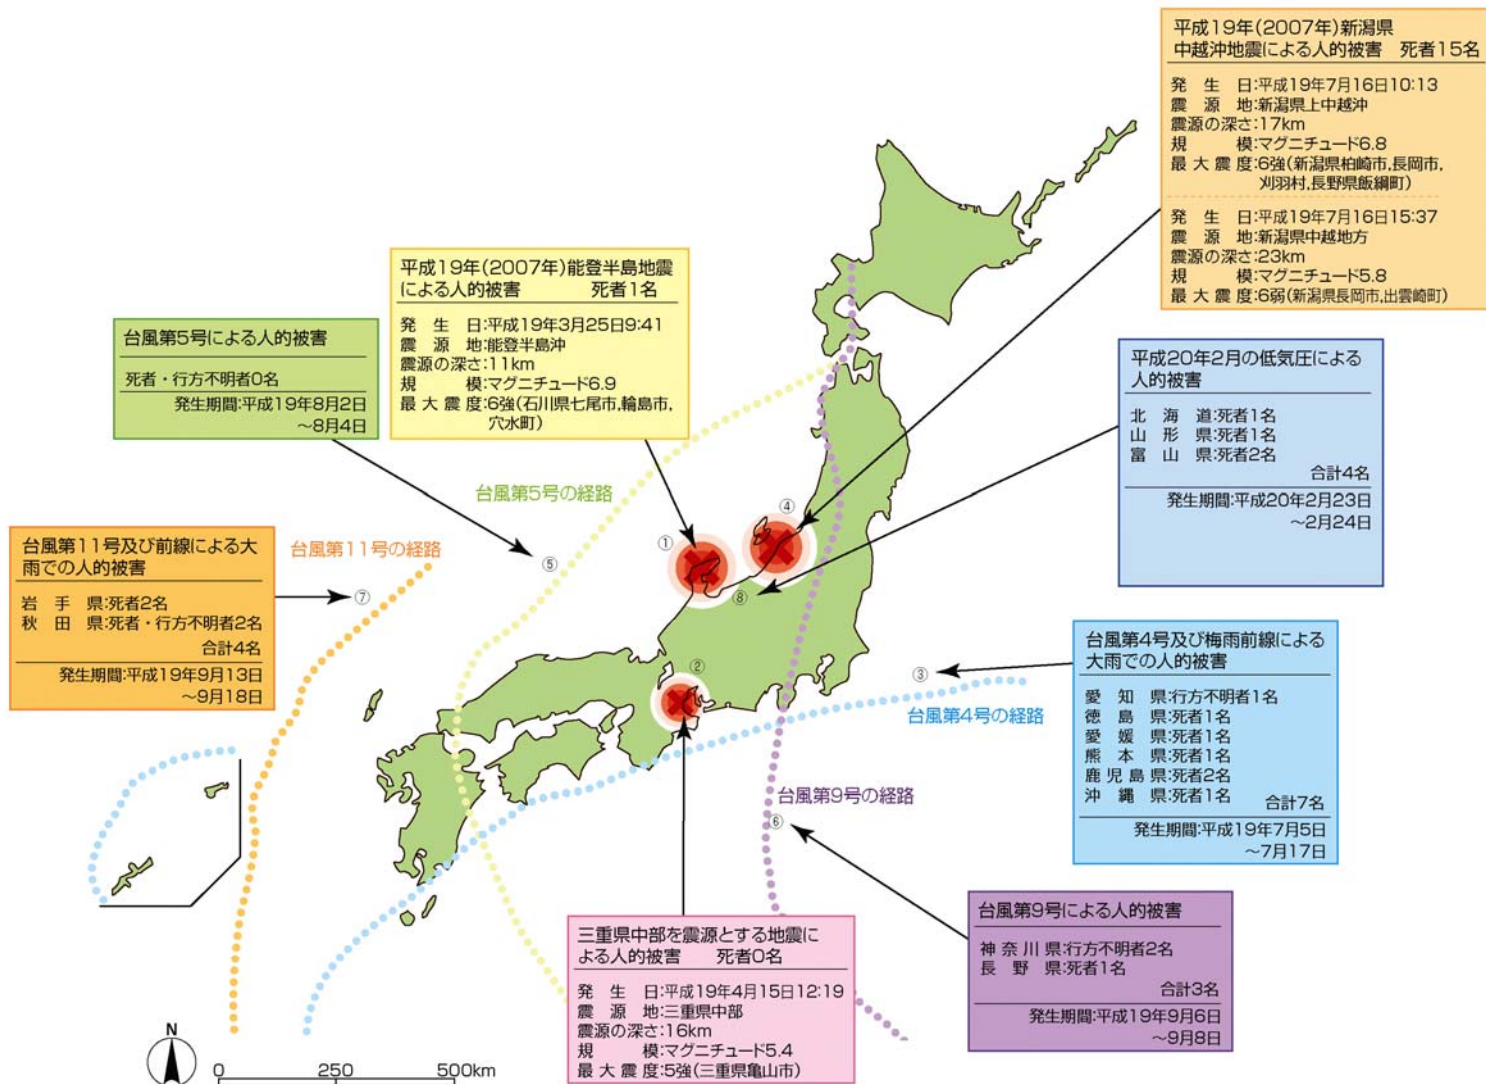 平成19年(2007年)新潟県
中越沖地震による人的被害 死者15名
発生日:平成19年7月16日10:13
震源地:新潟県上中越沖
震源の深さ:17km
規模:マグニチュード6.8
最大震度:6強(新潟県柏崎市,長岡市,
刈羽村,長野県飯綱町)
発生日:平成19年7月16日15:37
震源地:新潟県中越地方
震源の深さ:23km
規模:マグニチュード5.8
最大震度:6弱(新潟県長岡市,出雲崎町)
平成19年(2007年)能登半島地震
による人的被害 死者1名
発生日:平成19年3月25日9:41
震源地:能登半島沖
震源の深さ:11km
規模:マグニチュード6.9
最大震度:6強(石川県七尾市,輪島市,
穴水町)
台風第5号による人的被害
死者・行方不明者0名
発生期間:平成19年8月2日
～8月4日
平成20年2月の低気圧による
人的被害
北海道:死者1名
山形県:死者1名
富山県:死者2名
合計4名
発生期間:平成20年2月23日
～2月24日
台風第5号の経路
台風第11号の経路
①
④
⑤
⑧
⑦
台風第11号及び前線による大
雨での人的被害
岩手県:死者2名
秋田県:死者・行方不明者2名
合計4名
発生期間:平成19年9月13日
～9月18日
②
③
台風第4号の経路
台風第4号及び梅雨前線による
大雨での人的被害
愛知県:行方不明者1名
徳島県:死者1名
愛媛県:死者1名
熊本県:死者1名
鹿児島県:死者2名
沖縄県:死者1名
合計7名
発生期間:平成19年7月5日
～7月17日
台風第9号の経路
⑥
台風第9号による人的被害
神奈川県:行方不明者2名
長野県:死者1名
合計3名
発生期間:平成19年9月6日
～9月8日
三重県中部を震源とする地震に
よる人的被害 死者0名
発生日:平成19年4月15日12:19
震源地:三重県中部
震源の深さ:16km
規模:マグニチュード5.4
最大震度:5強(三重県亀山市)
N
0 250 500km